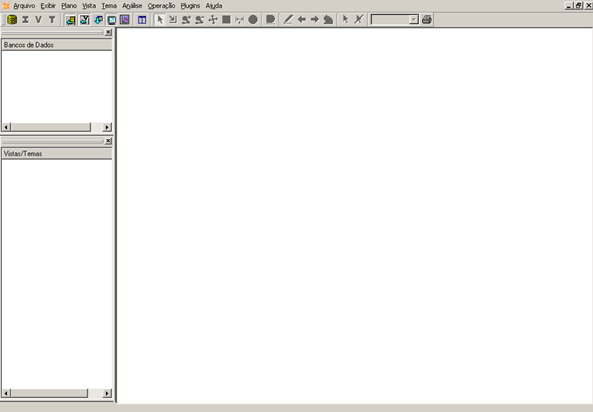 Arquivo Exibir Plano Vista Tema Análise Operação Plugins Ajuda
I V T
Bancos de Dados
Vistas/Temas